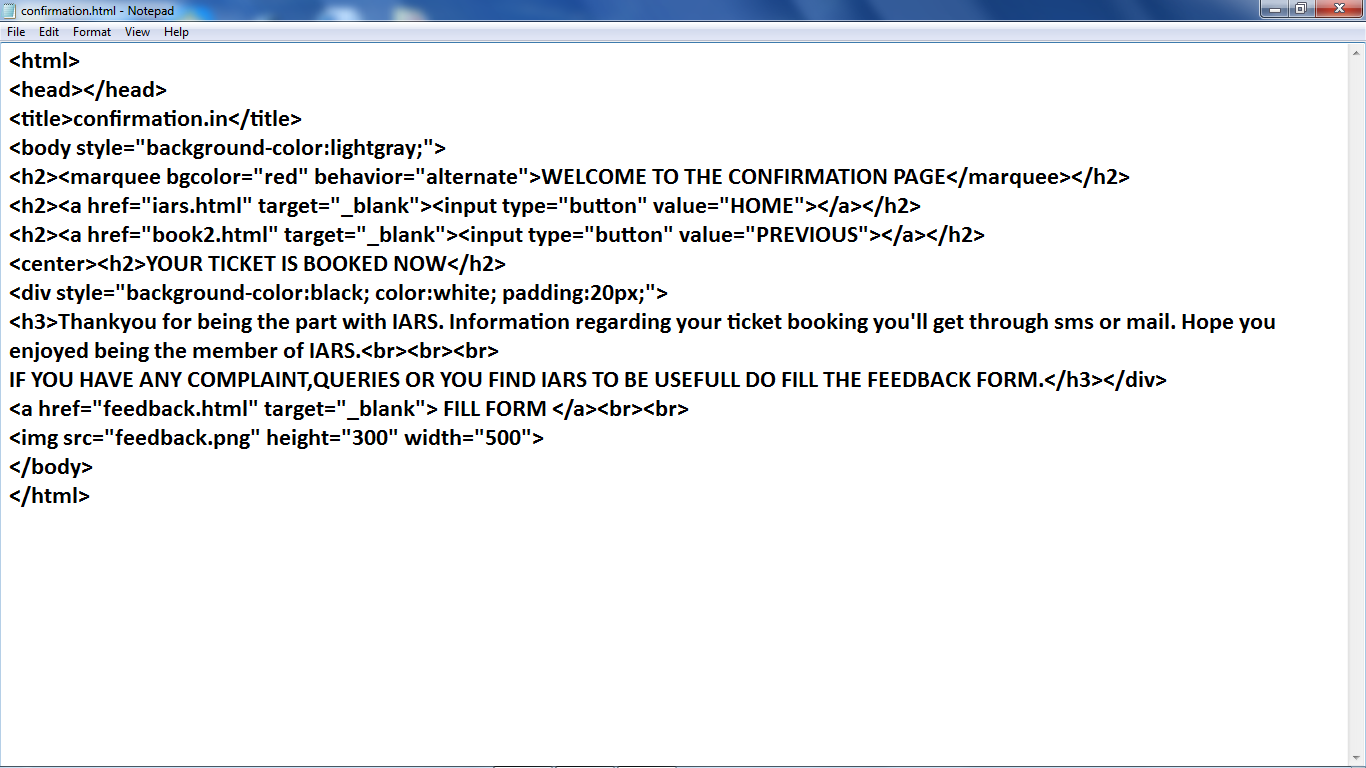 confirmation.html - Notepad
File Edit Format View Help
<html>
<head></head>
<title>confirmation.in</title>
<body style="background-color:lightgray;">
<h2><marquee bgcolor="red" behavior="alternate">WELCOME TO THE CONFIRMATION PAGE</marquee></h2>
<h2><a href="iars.html" target="_blank"><input type="button" value="HOME"></a></h2>
<h2><a href="book2.html" target="_blank"><input type="button" value="PREVIOUS"></a></h2>
<center><h2>YOUR TICKET IS BOOKED NOW</h2>
<div style="background-color:black; color:white; padding:20px;">
<h3>Thankyou for being the part with IARS. Information regarding your ticket booking you'll get through sms or mail. Hope you
enjoyed being the member of IARS.<br><br><br>
IF YOU HAVE ANY COMPLAINT,QUERIES OR YOU FIND IARS TO BE USEFULL DO FILL THE FEEDBACK FORM.</h3></div>
<a href="feedback.html" target="_blank"> FILL FORM </a><br><br>
<img src="feedback.png" height="300" width="500">
</body>
</html>